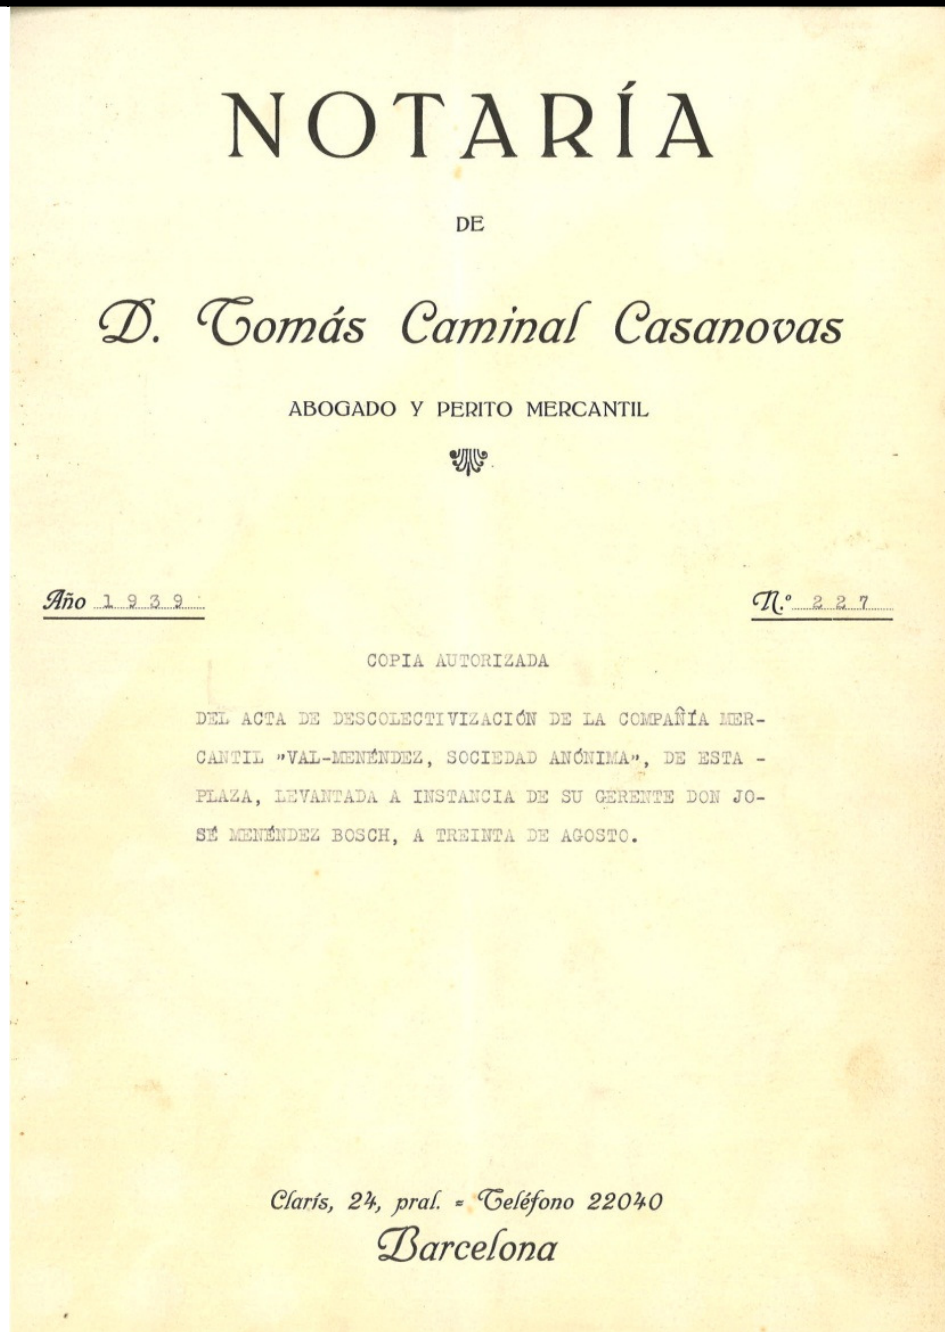 NOTARÍA
DE
D. Tomás Caminal Casanovas
ABOGADO Y PERITO MERCANTIL
Año 1939
N.º 227
COPIA AUTORIZADA
DEL ACTA DE DESCOLECTIVIZACIÓN DE LA COMPAÑÍA MER-
CANTIL "VAL-MENÉNDEZ, SOCIEDAD ANÓNIMA", DE ESTA -
PLAZA, LEVANTADA A INSTANCIA DE SU GERENTE DON JO-
SÉ MENÉNDEZ BOSCH, A TREINTA DE AGOSTO.
Clarís, 24, pral. = Teléfono 22040
Barcelona